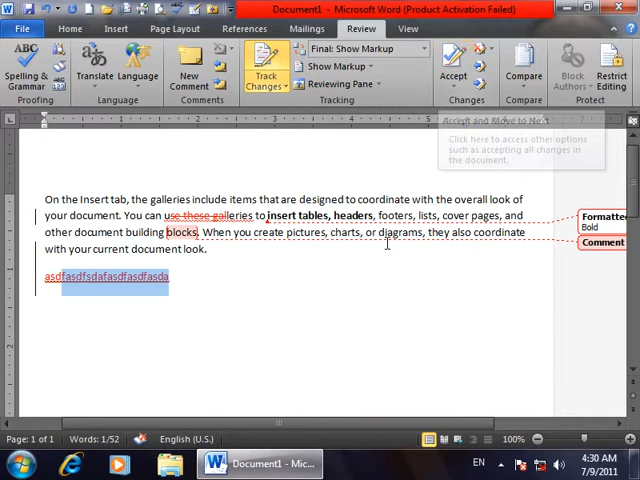 Document1 - Microsoft Word (Product Activation Failed)
File Home Insert Page Layout References Mailings Review View
ABC
Spelling & Grammar
Proofing
Translate Language
Language
New Comment
Comments
Track Changes
Final: Show Markup
Show Markup
Reviewing Pane
Tracking
Accept
Changes
Compare
Compare
Block Authors
Restrict Editing
Protect
Accept and Move to Next
Click here to access other options
such as accepting all changes in
the document.
On the Insert tab, the galleries include items that are designed to coordinate with the overall look of
your document. You can use these galleries to insert tables, headers, footers, lists, cover pages, and
other document building blocks. When you create pictures, charts, or diagrams, they also coordinate
with your current document look.
asdfasdfsdafasdfasdfasda
Formatted
Bold
Comment
Page: 1 of 1 Words: 1/52 English (U.S.) 100%
Document1 - Mic...
EN
4:30 AM
7/9/2011